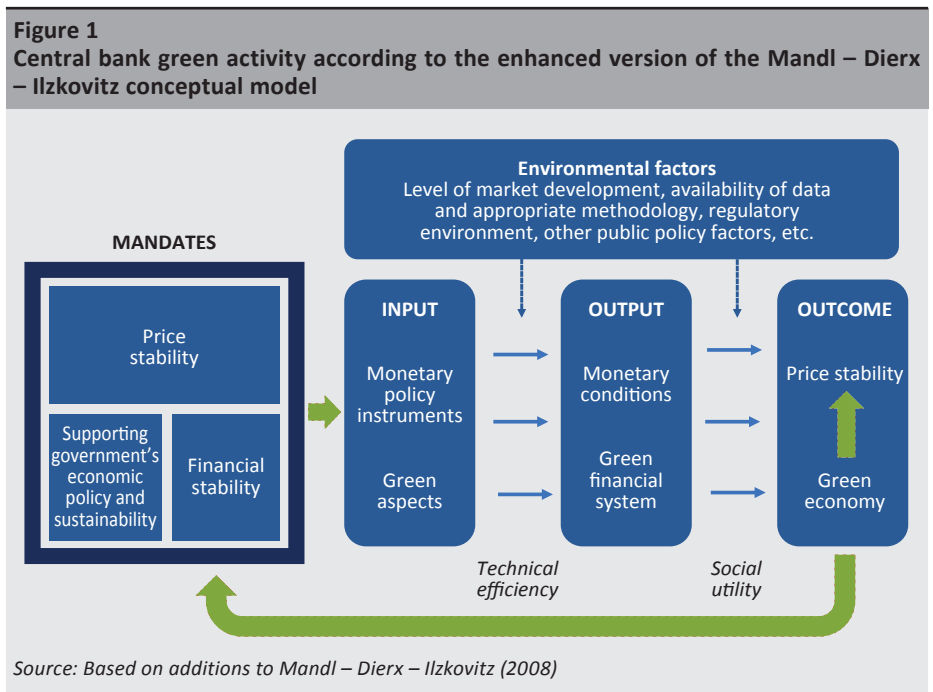 Figure 1
Central bank green activity according to the enhanced version of the Mandl – Dierx
– Ilzkovitz conceptual model
Environmental factors
Level of market development, availability of data
and appropriate methodology, regulatory
environment, other public policy factors, etc.
MANDATES
Price
stability
Supporting
government's
economic
policy and
sustainability
Financial
stability
INPUT
Monetary
policy
instruments
Green
aspects
Technical
efficiency
OUTPUT
Monetary
conditions
Green
financial
system
Social
utility
OUTCOME
Price stability
Green
economy
Source: Based on additions to Mandl – Dierx – Ilzkovitz (2008)